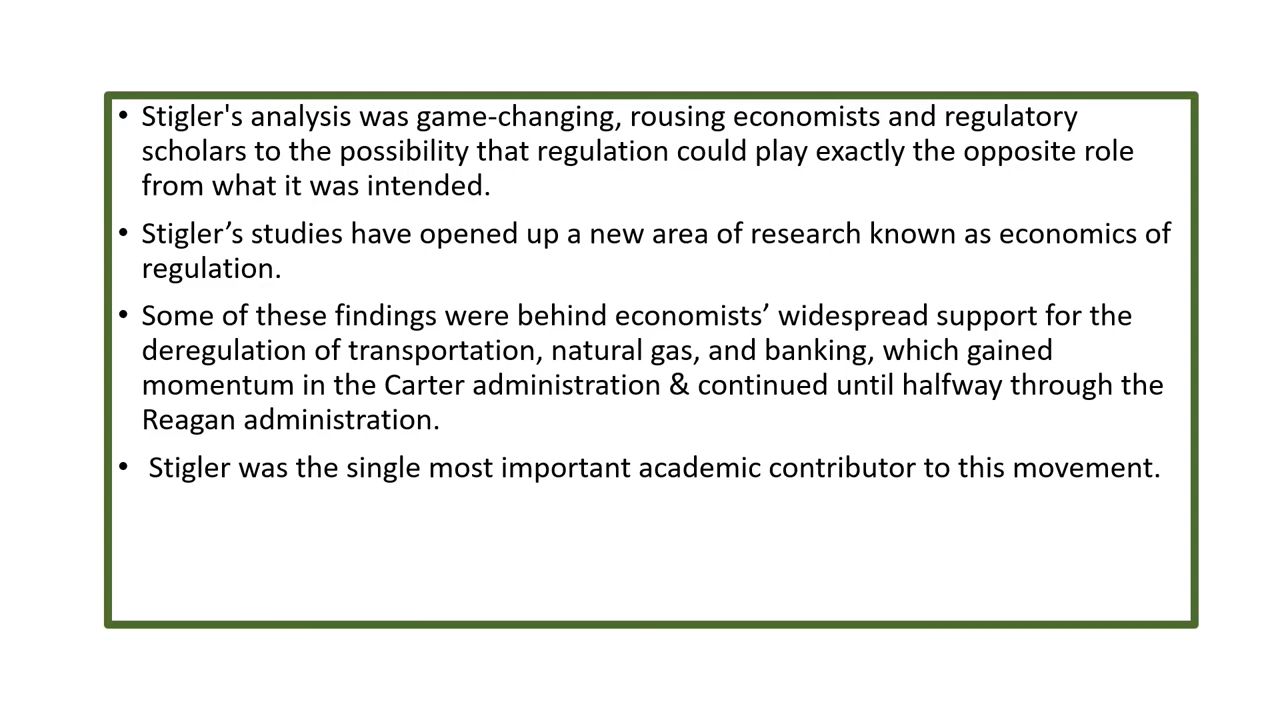 • Stigler's analysis was game-changing, rousing economists and regulatory
scholars to the possibility that regulation could play exactly the opposite role
from what it was intended.
• Stigler’s studies have opened up a new area of research known as economics of
regulation.
• Some of these findings were behind economists’ widespread support for the
deregulation of transportation, natural gas, and banking, which gained
momentum in the Carter administration & continued until halfway through the
Reagan administration.
• Stigler was the single most important academic contributor to this movement.